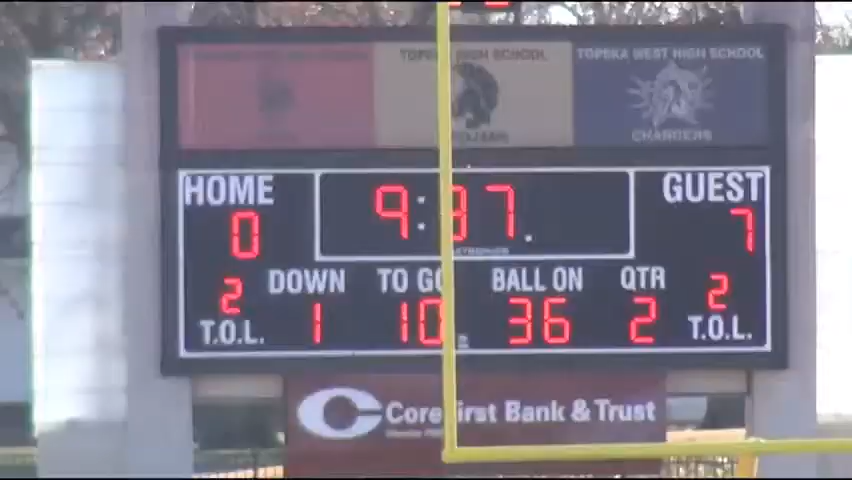 TOPEKA HIGH SCHOOL
TOPEKA WEST HIGH SCHOOL
CHARGERS
HOME
9:37
GUEST
0
7
2
DOWN
TO GO
BALL ON
QTR
2
T.O.L.
1
10
36
2
T.O.L.
CoreFirst Bank & Trust